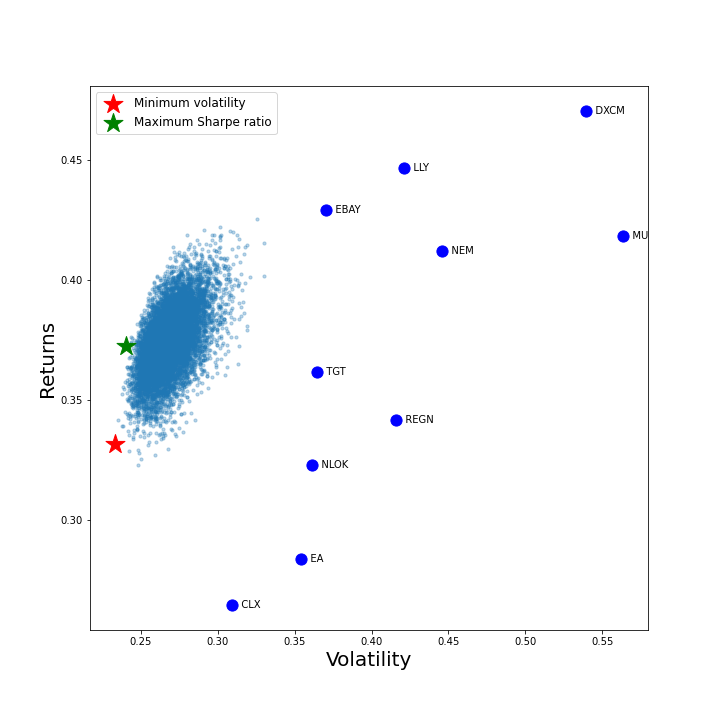 Minimum volatility
Maximum Sharpe ratio
DXCM
LLY
EBAY
MU
NEM
TGT
REGN
NLOK
EA
CLX
0.45
0.40
0.35
0.30
Returns
0.25
0.30
0.35
0.40
0.45
0.50
0.55
Volatility